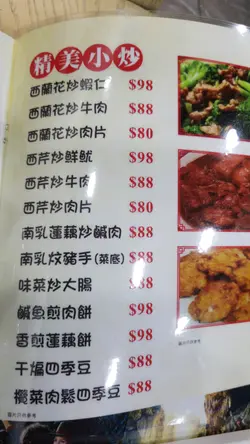 精美小炒
西蘭花炒蝦仁 $98
西蘭花炒牛肉 $88
西蘭花炒肉片 $80
西芹炒鮮魷 $98
西芹炒牛肉 $88
西芹炒肉片 $80
南乳蓮藕炒鹹肉 $88
南乳炆豬手(菜底) $88
味菜炒大腸 $88
鹹魚煎肉餅 $98
香煎蓮藕餅 $98
干煸四季豆 $88
欖菜肉鬆四季豆 $88